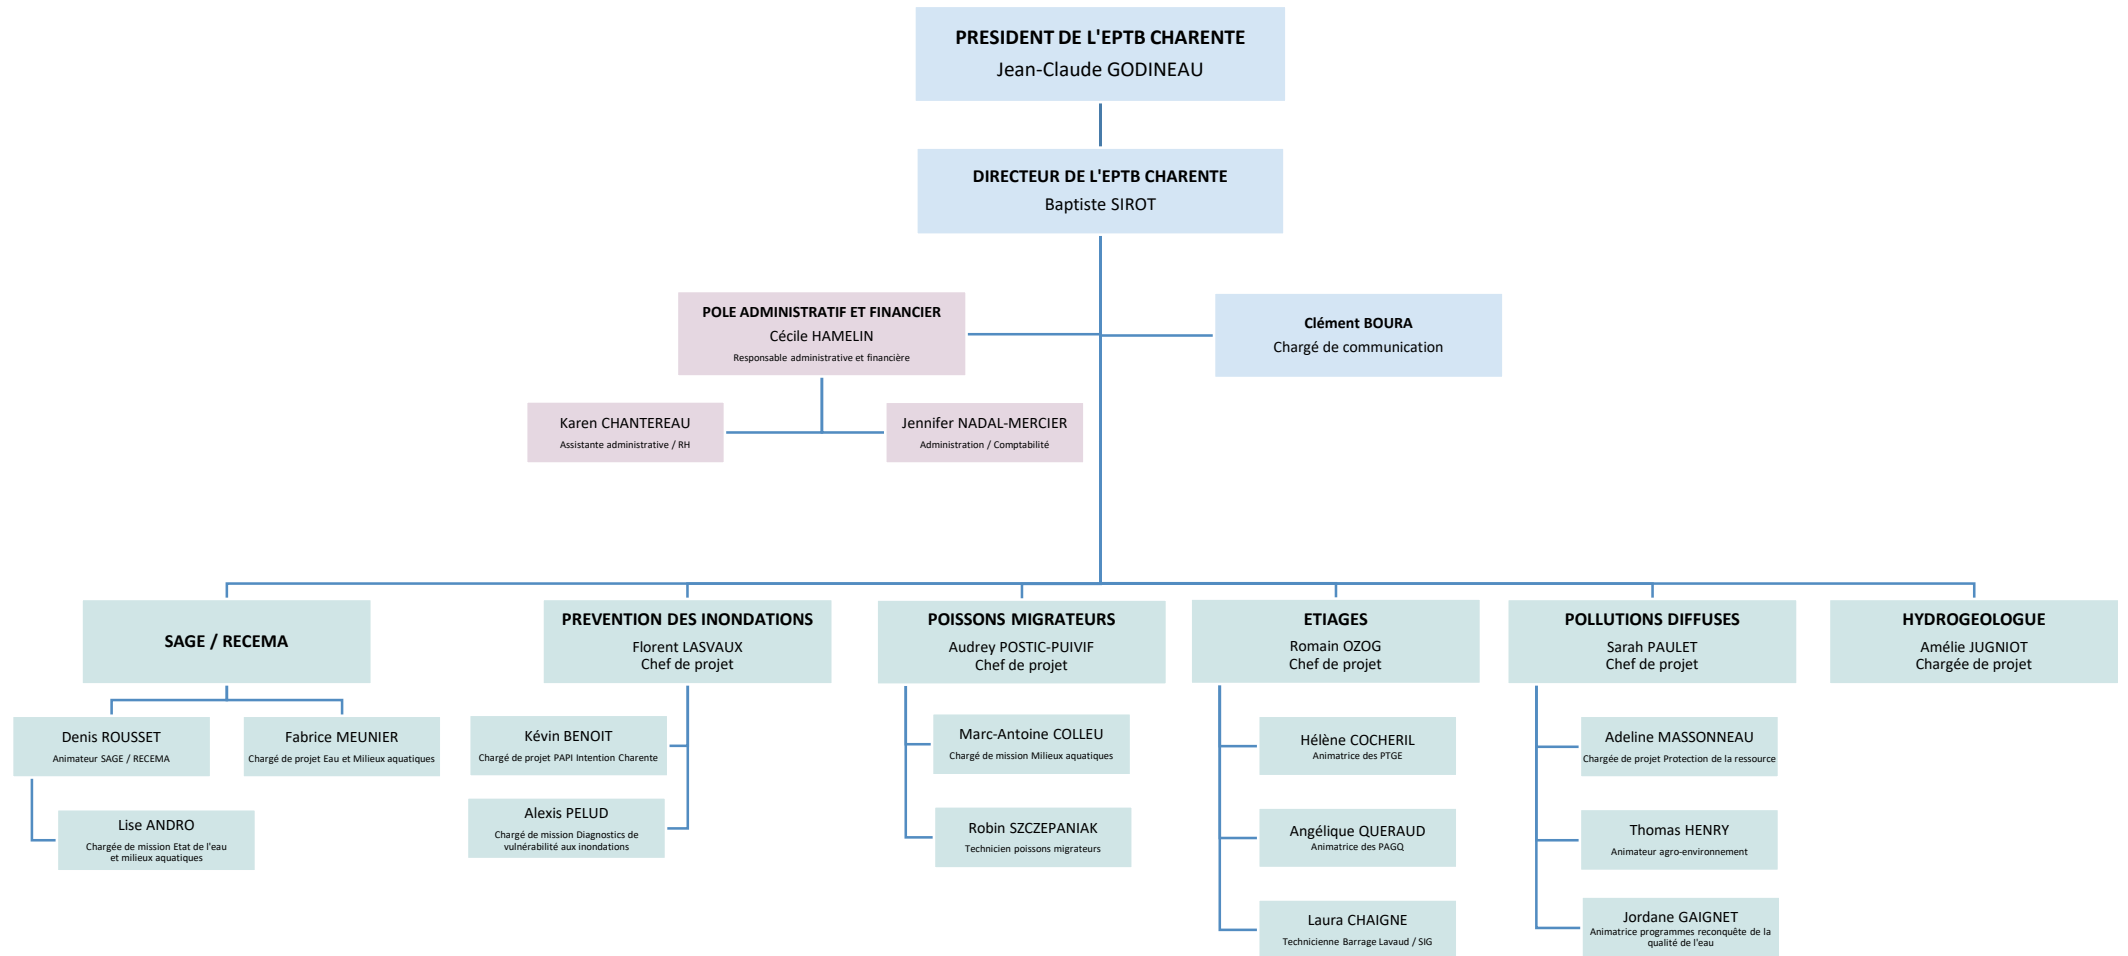 PRESIDENT DE L'EPTB CHARENTE
Jean-Claude GODINEAU
DIRECTEUR DE L'EPTB CHARENTE
Baptiste SIROT
POLE ADMINISTRATIF ET FINANCIER
Cécile HAMELIN
Responsable administrative et financière
Clément BOURA
Chargé de communication
Karen CHANTEREAU
Assistante administrative / RH
Jennifer NADAL-MERCIER
Administration / Comptabilité
SAGE / RECEMA
Denis ROUSSET
Animateur SAGE / RECEMA
Fabrice MEUNIER
Chargé de projet Eau et Milieux aquatiques
Lise ANDRO
Chargée de mission Etat de l'eau
et milieux aquatiques
PREVENTION DES INONDATIONS
Florent LASVAUX
Chef de projet
Kévin BENOIT
Chargé de projet PAPI Intention Charente
Alexis PELUD
Chargé de mission Diagnostics de
vulnérabilité aux inondations
POISSONS MIGRATEURS
Audrey POSTIC-PUIVIF
Chef de projet
Marc-Antoine COLLEU
Chargé de mission Milieux aquatiques
Robin SZCZEPANIAK
Technicien poissons migrateurs
ETIAGES
Romain OZOG
Chef de projet
Hélène COCHERIL
Animatrice des PTGE
Angélique QUERAUD
Animatrice des PAGQ
Laura CHAIGNE
Technicienne Barrage Lavaud / SIG
POLLUTIONS DIFFUSES
Sarah PAULET
Chef de projet
Adeline MASSONNEAU
Chargée de projet Protection de la ressource
Thomas HENRY
Animateur agro-environnement
Jordane GAIGNET
Animatrice programmes reconquête de la
qualité de l'eau
HYDROGEOLOGUE
Amélie JUGNIOT
Chargée de projet